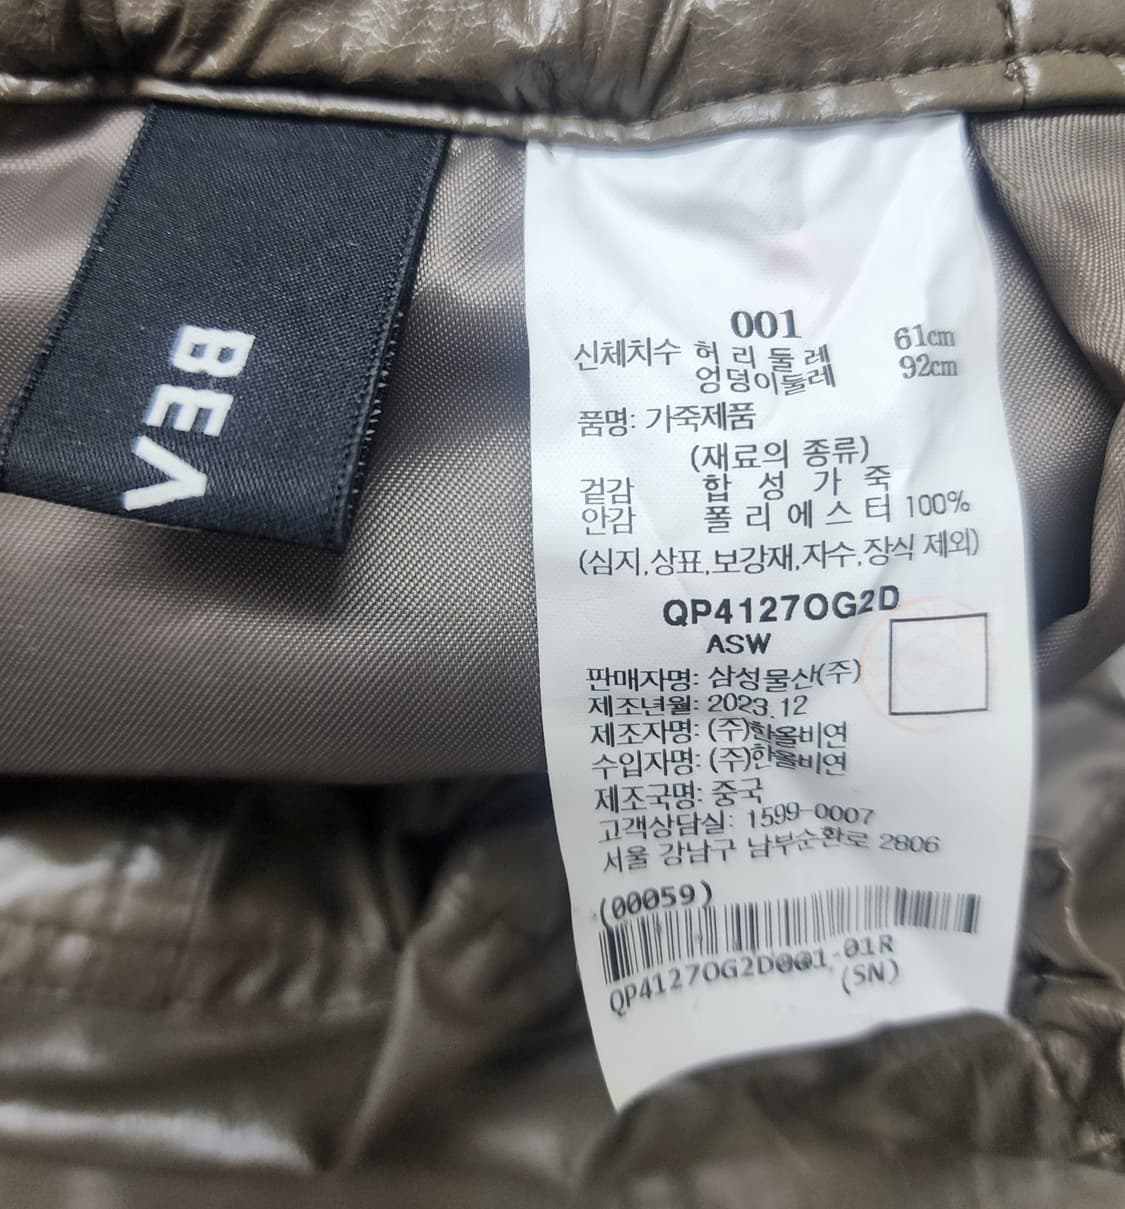 BEA
001
신체치수 허리둘레 61cm
엉덩이둘레 92cm
품명: 가죽제품
(재료의 종류)
겉감 합성가죽
안감 폴리에스터 100%
(심지,상표,보강재,자수,장식 제외)
QP4127OG2D
ASW
판매자명: 삼성물산(주)
제조년월: 2023.12
제조자명: (주)한올비연
수입자명: (주)한올비연
제조국명: 중국
고객상담실: 1599-0007
서울 강남구 남부순환로 2806
(00059)
QP4127OG2D001-01R
(SN)